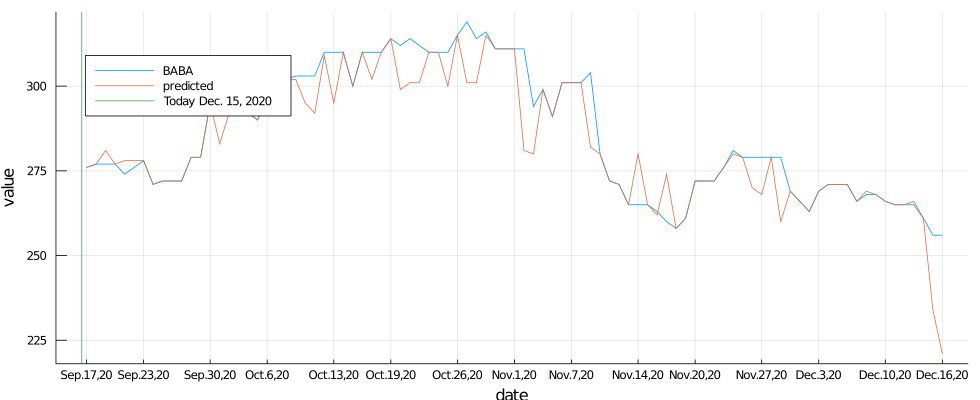 BABA
predicted
Today Dec. 15, 2020
300
275
250
225
value
Sep.17,20 Sep.23,20 Sep.30,20 Oct.6,20 Oct.13,20 Oct.19,20 Oct.26,20 Nov.1,20 Nov.7,20 Nov.14,20 Nov.20,20 Nov.27,20 Dec.3,20 Dec.10,20 Dec.16,20
date